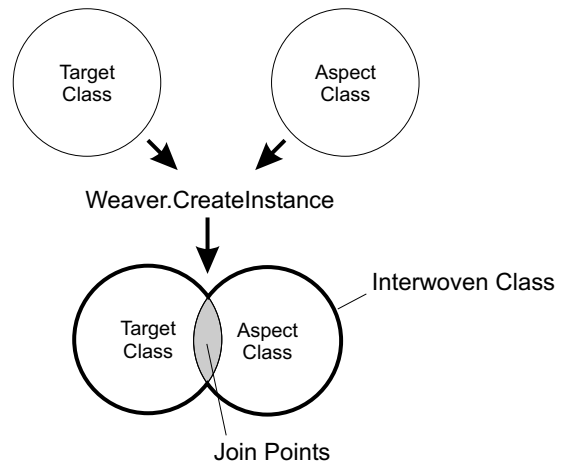 Target
Class
Aspect
Class
Weaver.CreateInstance
Interwoven Class
Target
Class
Aspect
Class
Join Points